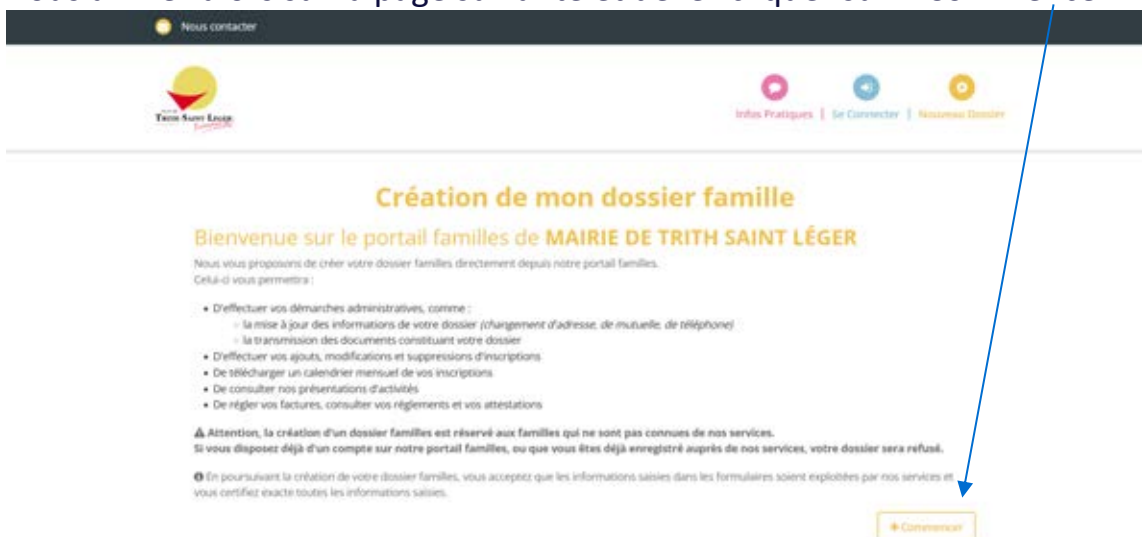 Nous contacter
TRITH SAINT LÉGER
Infos Pratiques | Se Connecter | Nouveau Dossier
Création de mon dossier famille
Bienvenue sur le portail familles de MAIRIE DE TRITH SAINT LÉGER
Nous vous proposons de créer votre dossier familles directement depuis notre portail familles.
Celui-ci vous permettra :
• D'effectuer vos démarches administratives, comme :
○ la mise à jour des informations de votre dossier (changement d'adresse, de mutuelle, de téléphone)
○ la transmission des documents constituant votre dossier
• D'effectuer vos ajouts, modifications et suppressions d'inscriptions
• De télécharger un calendrier mensuel de vos inscriptions
• De consulter nos présentations d'activités
• De régler vos factures, consulter vos règlements et vos attestations
Attention, la création d'un dossier familles est réservé aux familles qui ne sont pas connues de nos services.
Si vous disposez déjà d'un compte sur notre portail familles, ou que vous êtes déjà enregistré auprès de nos services, votre dossier sera refusé.
En poursuivant la création de votre dossier familles, vous acceptez que les informations saisies dans les formulaires soient exploitées par nos services et
vous certifiez exacte toutes les informations saisies.
+ Commencer